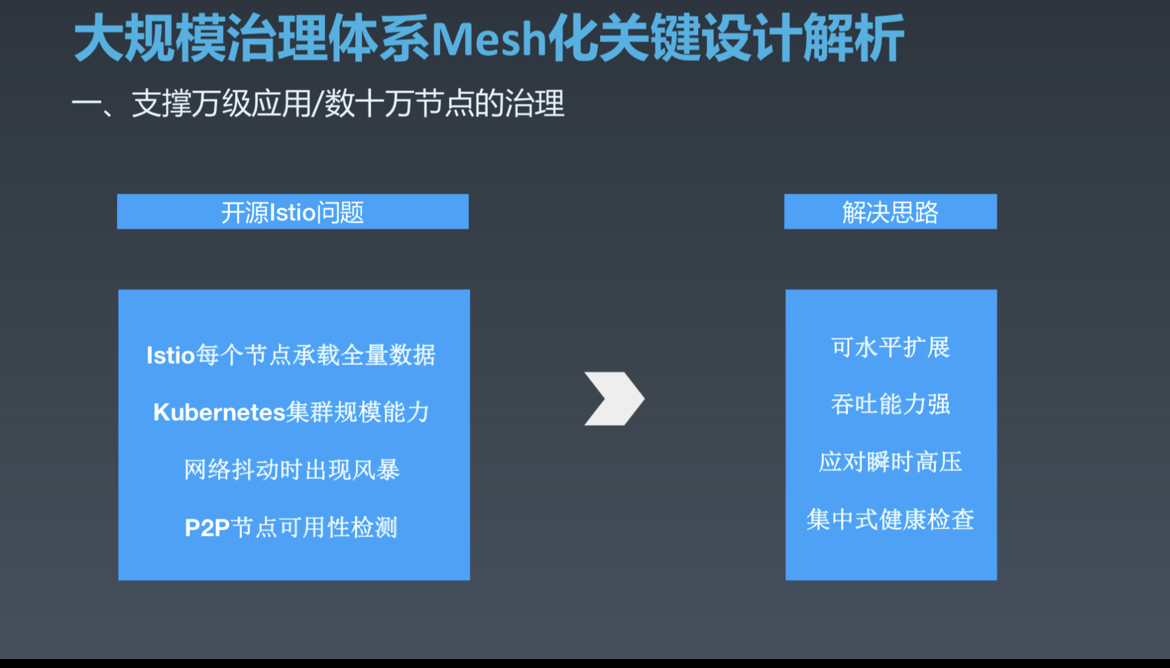 大规模治理体系Mesh化关键设计解析
一、支撑万级应用/数十万节点的治理
开源Istio问题
解决思路
Istio每个节点承载全量数据
Kubernetes集群规模能力
网络抖动时出现风暴
P2P节点可用性检测
可水平扩展
吞吐能力强
应对瞬时高压
集中式健康检查